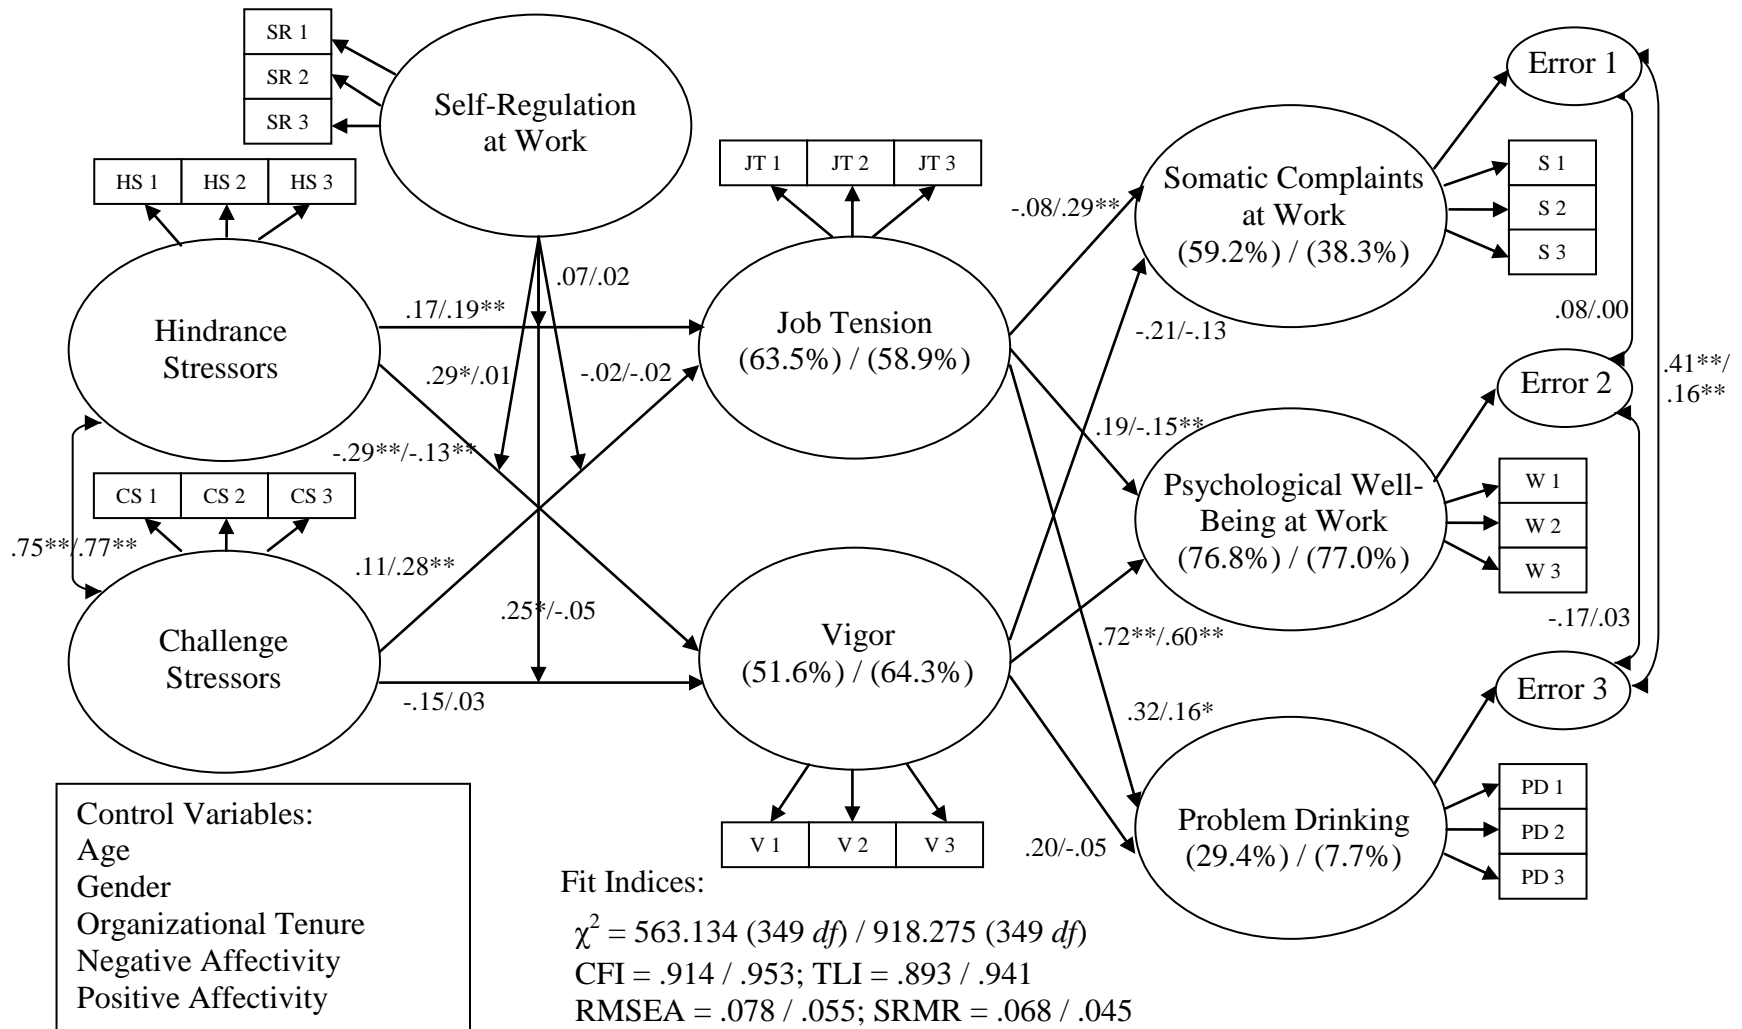 SR 1
SR 2
SR 3
Self-Regulation
at Work
Error 1
HS 1
HS 2
HS 3
JT 1
JT 2
JT 3
Somatic Complaints
at Work
(59.2%) / (38.3%)
S 1
S 2
S 3
-.08/.29**
.07/.02
Hindrance
Stressors
.17/.19**
Job Tension
(63.5%) / (58.9%)
-.21/-.13
.08/.00
.29*/.01
-.02/-.02
Error 2
.41**/
.16**
-.29**/-.13**
.19/-.15**
CS 1
CS 2
CS 3
Psychological Well-
Being at Work
(76.8%) / (77.0%)
W 1
W 2
W 3
.75**/.77**
.11/.28**
.25*/-.05
Challenge
Stressors
Vigor
(51.6%) / (64.3%)
.72**/.60**
-.17/.03
Error 3
-.15/.03
.32/.16*
Problem Drinking
(29.4%) / (7.7%)
PD 1
PD 2
PD 3
V 1
V 2
V 3
.20/-.05
Control Variables:
Age
Gender
Organizational Tenure
Negative Affectivity
Positive Affectivity
Fit Indices:
χ² = 563.134 (349 df) / 918.275 (349 df)
CFI = .914 / .953; TLI = .893 / .941
RMSEA = .078 / .055; SRMR = .068 / .045